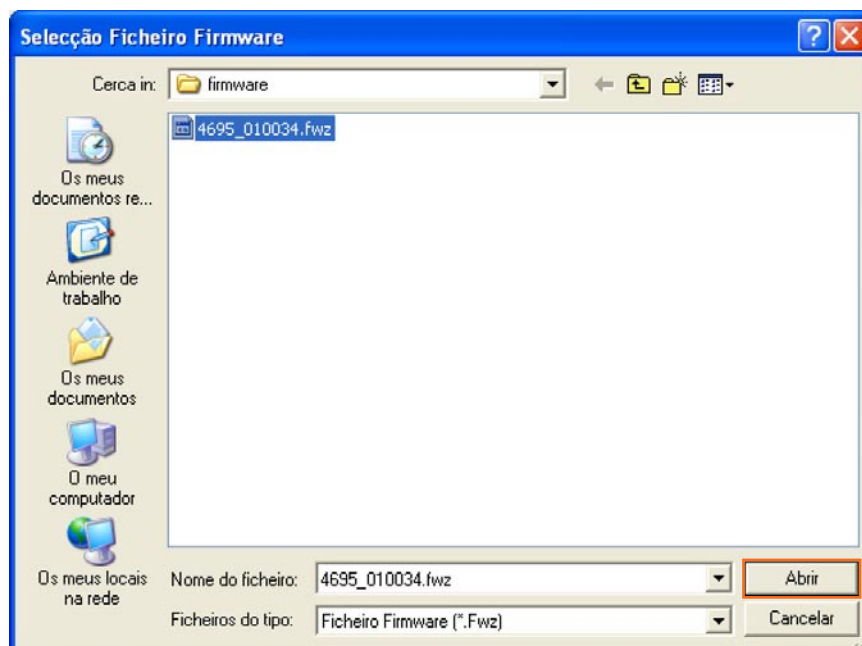 Selecção Ficheiro Firmware
Cerca in:
firmware
4695_010034.fwz
Os meus
documentos re...
Ambiente de
trabalho
Os meus
documentos
O meu
computador
Os meus locais
na rede
Nome do ficheiro:
4695_010034.fwz
Abrir
Ficheiros do tipo:
Ficheiro Firmware (*.Fwz)
Cancelar